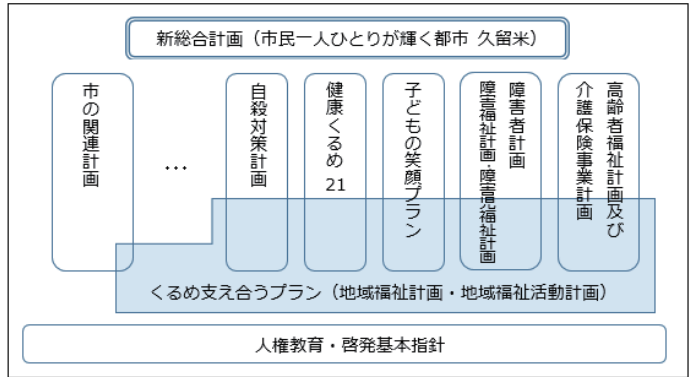 新総合計画（市民一人ひとりが輝く都市 久留米）
市の関連計画
…
自殺対策計画
健康くるめ21
子どもの笑顔プラン
障害者計画
障害福祉計画・障害児福祉計画
高齢者福祉計画及び
介護保険事業計画
くるめ支え合うプラン（地域福祉計画・地域福祉活動計画）
人権教育・啓発基本指針